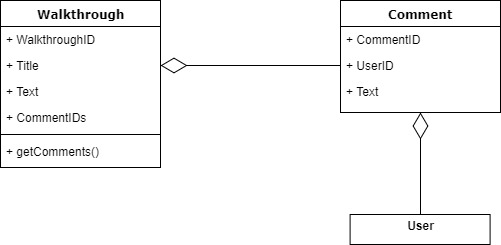 Walkthrough
+ WalkthroughID
+ Title
+ Text
+ CommentIDs
+ getComments()
Comment
+ CommentID
+ UserID
+ Text
User